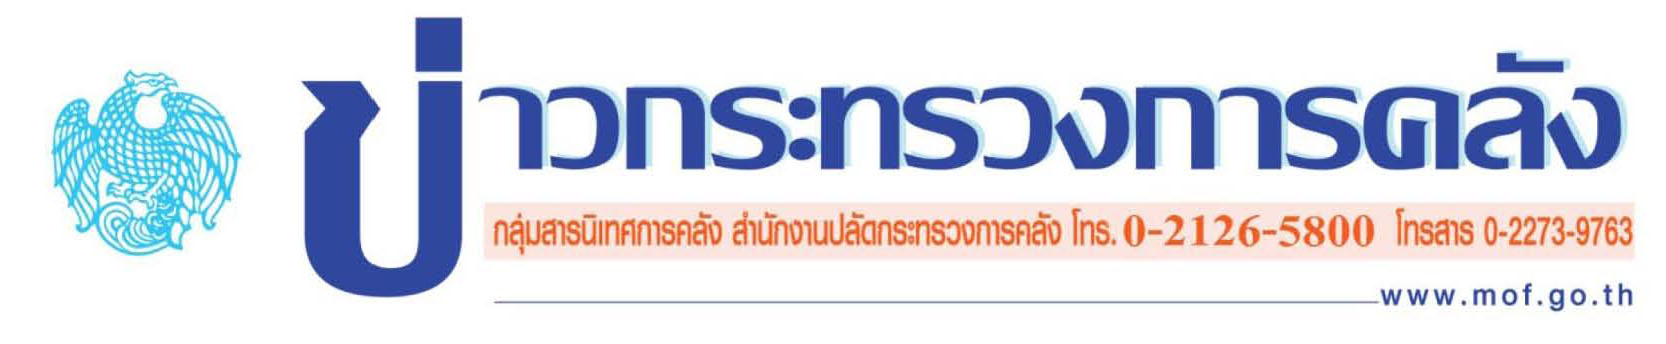 ข่าวกระทรวงการคลัง
กลุ่มสารนิเทศการคลัง สำนักงานปลัดกระทรวงการคลัง โทร. 0-2126-5800 โทรสาร 0-2273-9763
www.mof.go.th